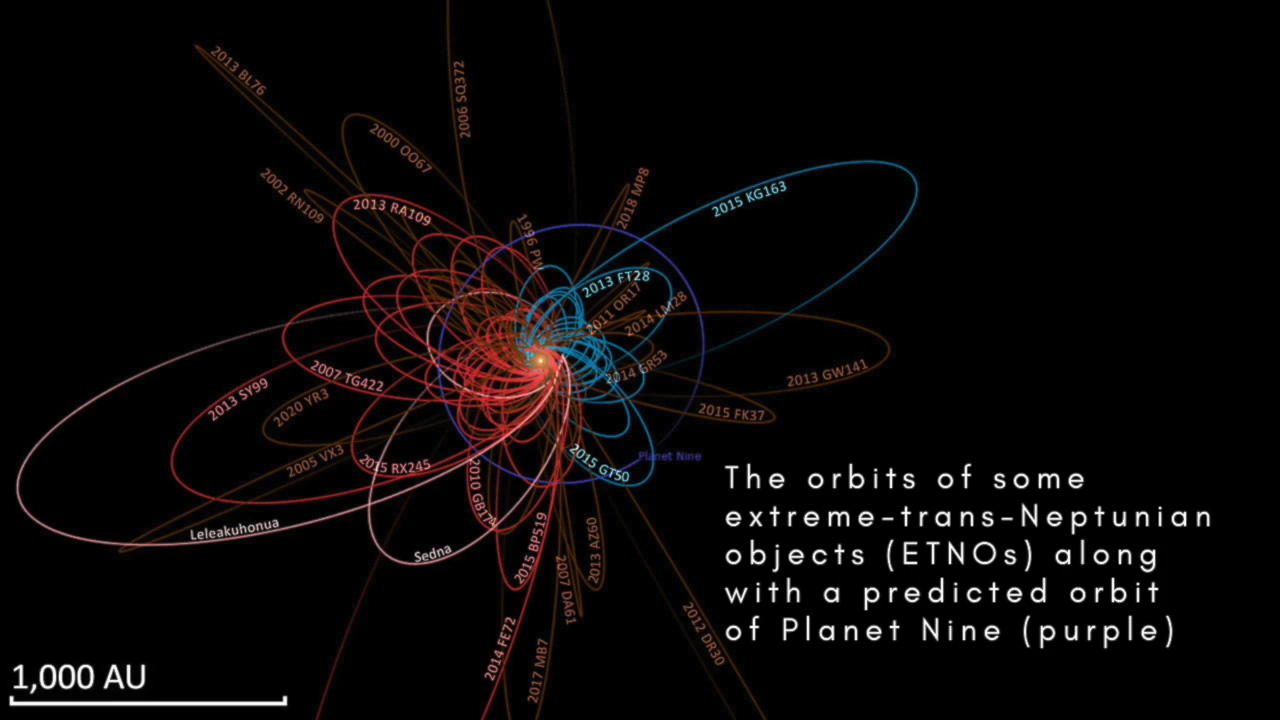 2013 BL76
2006 SQ372
2000 OO67
2002 RN109
2018 MP8
2015 KG163
2013 RA109
1996 PW
2013 FT28
2011 OR17
2014 LM28
2014 GR53
2013 GW141
2007 TG422
2013 SY99
2020 YR3
2015 FK37
2005 VX3
2015 RX245
Planet Nine
2015 GT50
2010 GB174
Leleakuhonua
Sedna
2015 BP519
2013 AZ60
2007 DA61
2014 FE72
2017 MB7
2012 DR30
The orbits of some
extreme-trans-Neptunian
objects (ETNOs) along
with a predicted orbit
of Planet Nine (purple)
1,000 AU